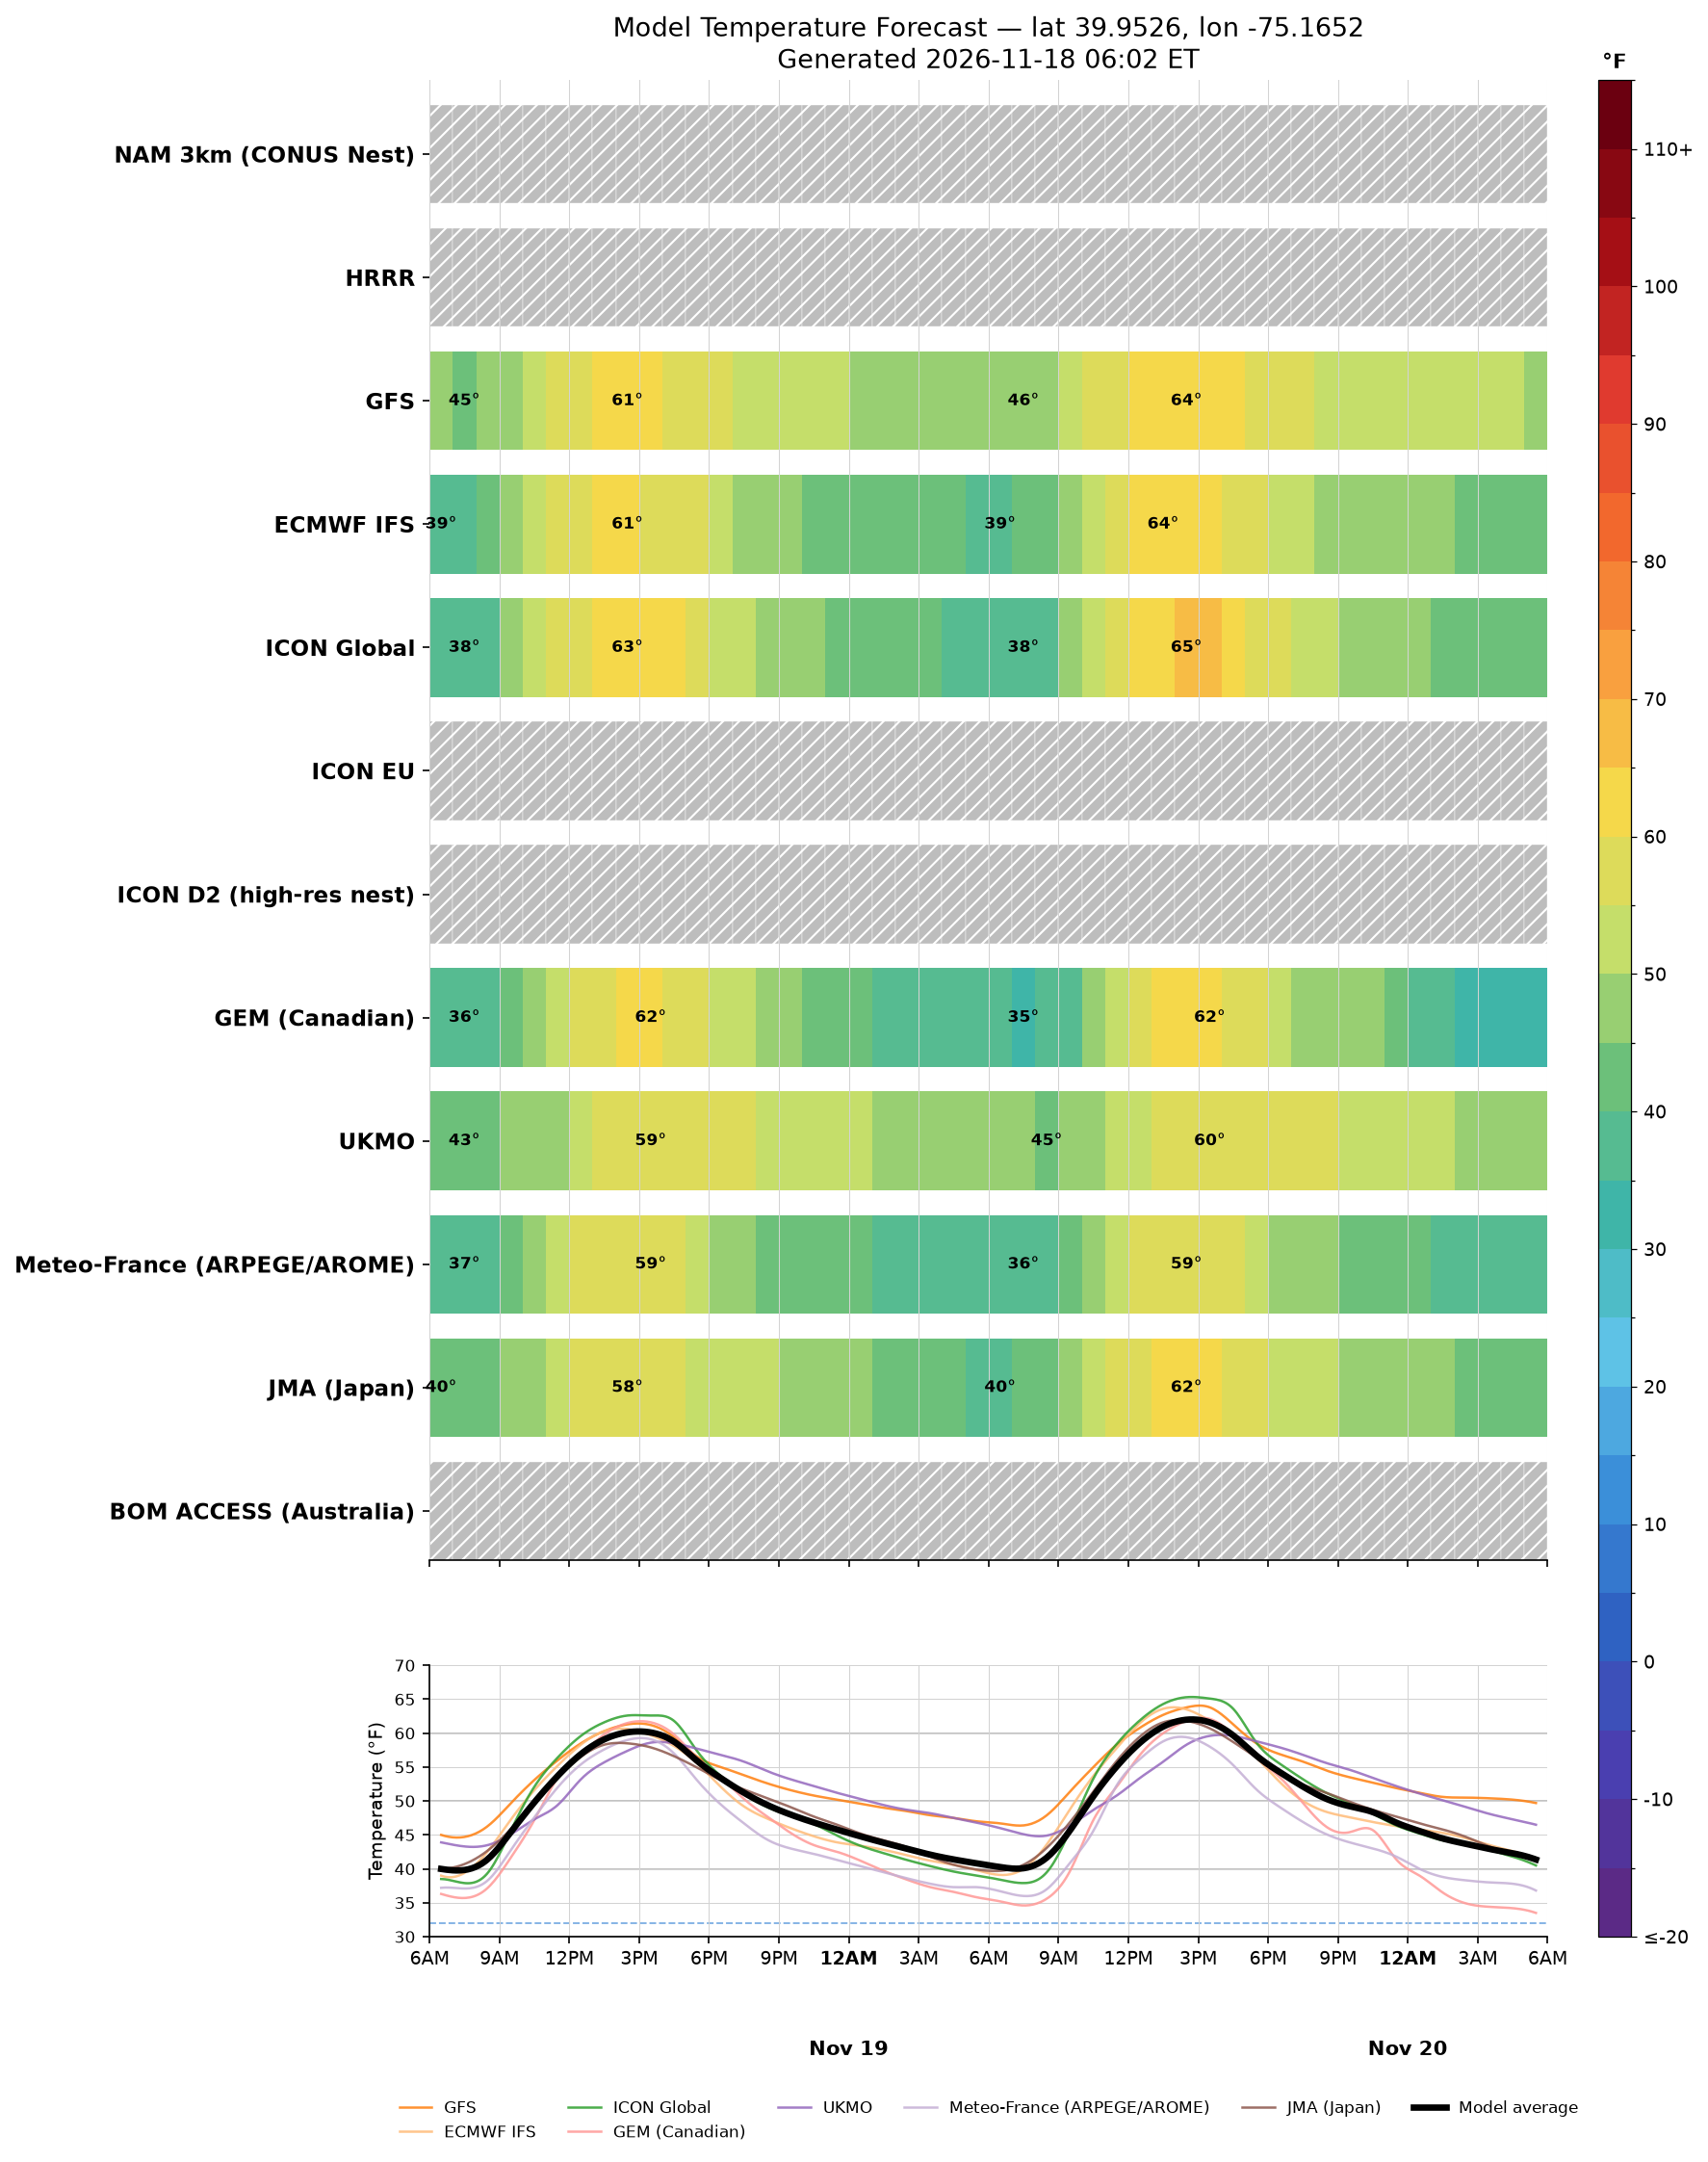 Model Temperature Forecast — lat 39.9526, lon -75.1652
Generated 2026-11-18 06:02 ET
°F
NAM 3km (CONUS Nest)
HRRR
GFS 45° 61° 46° 64°
ECMWF IFS 39° 61° 39° 64°
ICON Global 38° 63° 38° 65°
ICON EU
ICON D2 (high-res nest)
GEM (Canadian) 36° 62° 35° 62°
UKMO 43° 59° 45° 60°
Meteo-France (ARPEGE/AROME) 37° 59° 36° 59°
JMA (Japan) 40° 58° 40° 62°
BOM ACCESS (Australia)
110+
100
90
80
70
60
50
40
30
20
10
0
-10
≤-20
Temperature (°F)
70
65
60
55
50
45
40
35
30
6AM 9AM 12PM 3PM 6PM 9PM 12AM 3AM 6AM 9AM 12PM 3PM 6PM 9PM 12AM 3AM 6AM
Nov 19 Nov 20
GFS ICON Global UKMO Meteo-France (ARPEGE/AROME) JMA (Japan) Model average
ECMWF IFS GEM (Canadian)